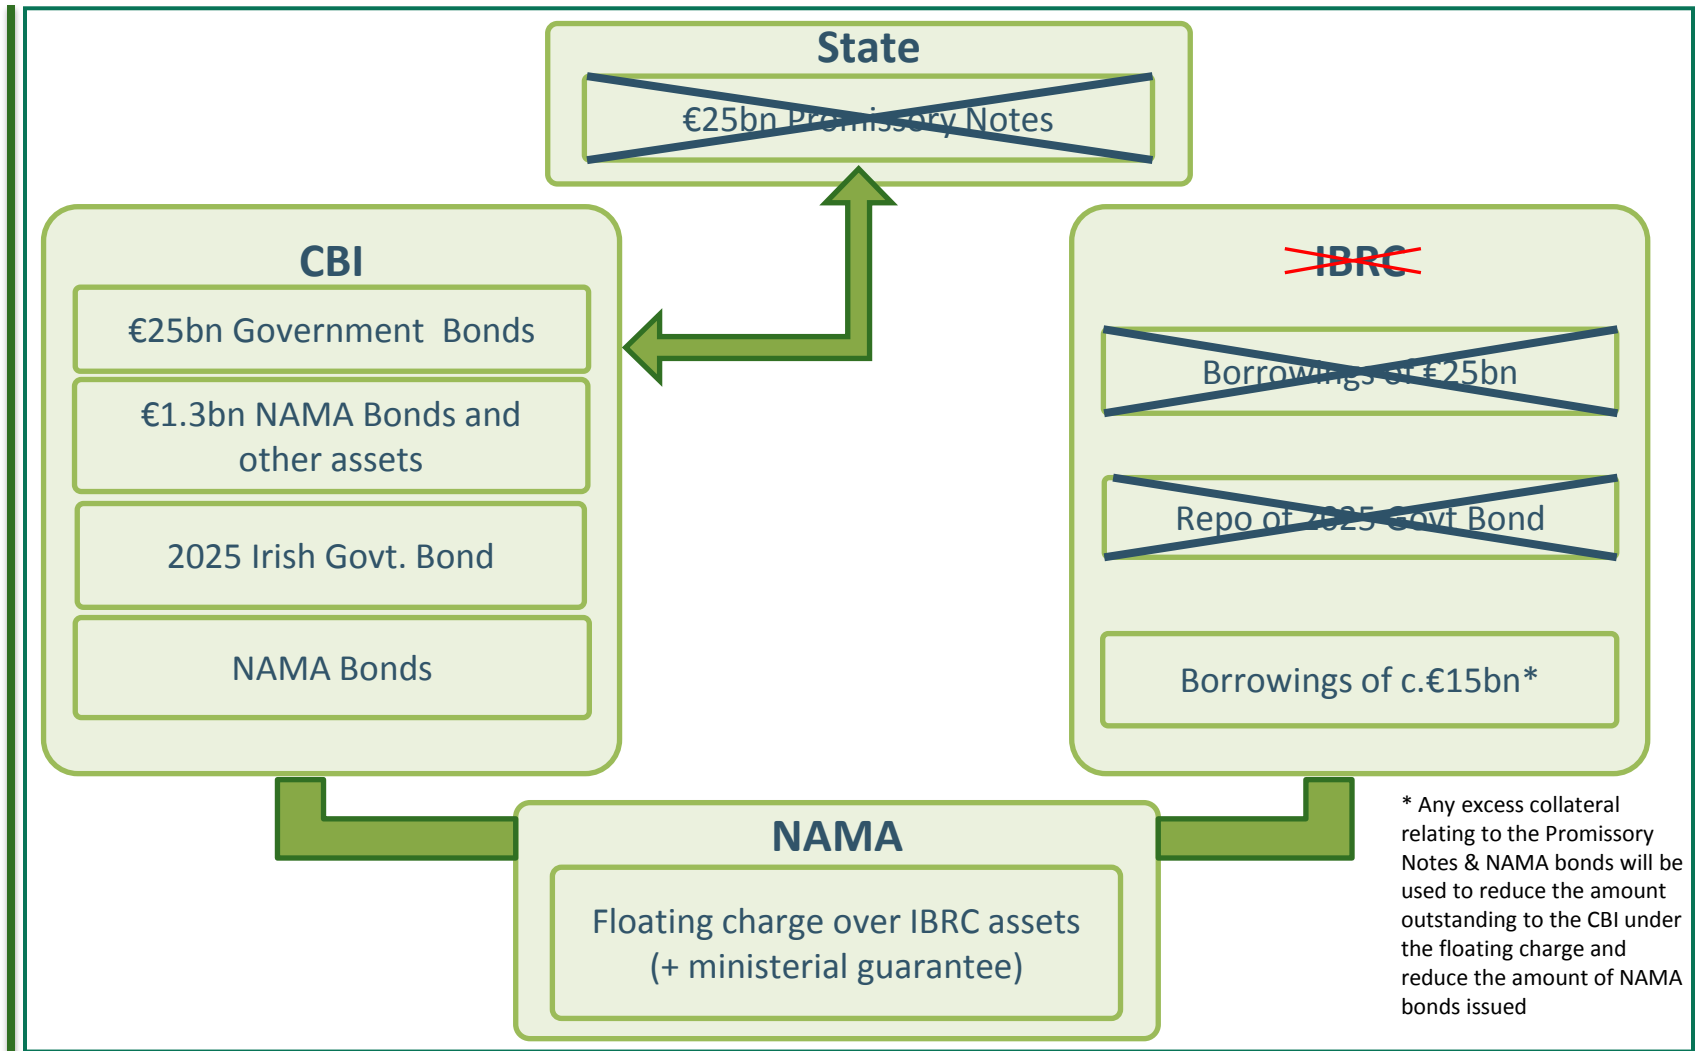 State
€25bn Promissory Notes
CBI
€25bn Government Bonds
€1.3bn NAMA Bonds and
other assets
2025 Irish Govt. Bond
NAMA Bonds
IBRC
Borrowings of €25bn
Repo of 2025 Govt Bond
Borrowings of c.€15bn*
NAMA
Floating charge over IBRC assets
(+ ministerial guarantee)
* Any excess collateral
relating to the Promissory
Notes & NAMA bonds will be
used to reduce the amount
outstanding to the CBI under
the floating charge and
reduce the amount of NAMA
bonds issued